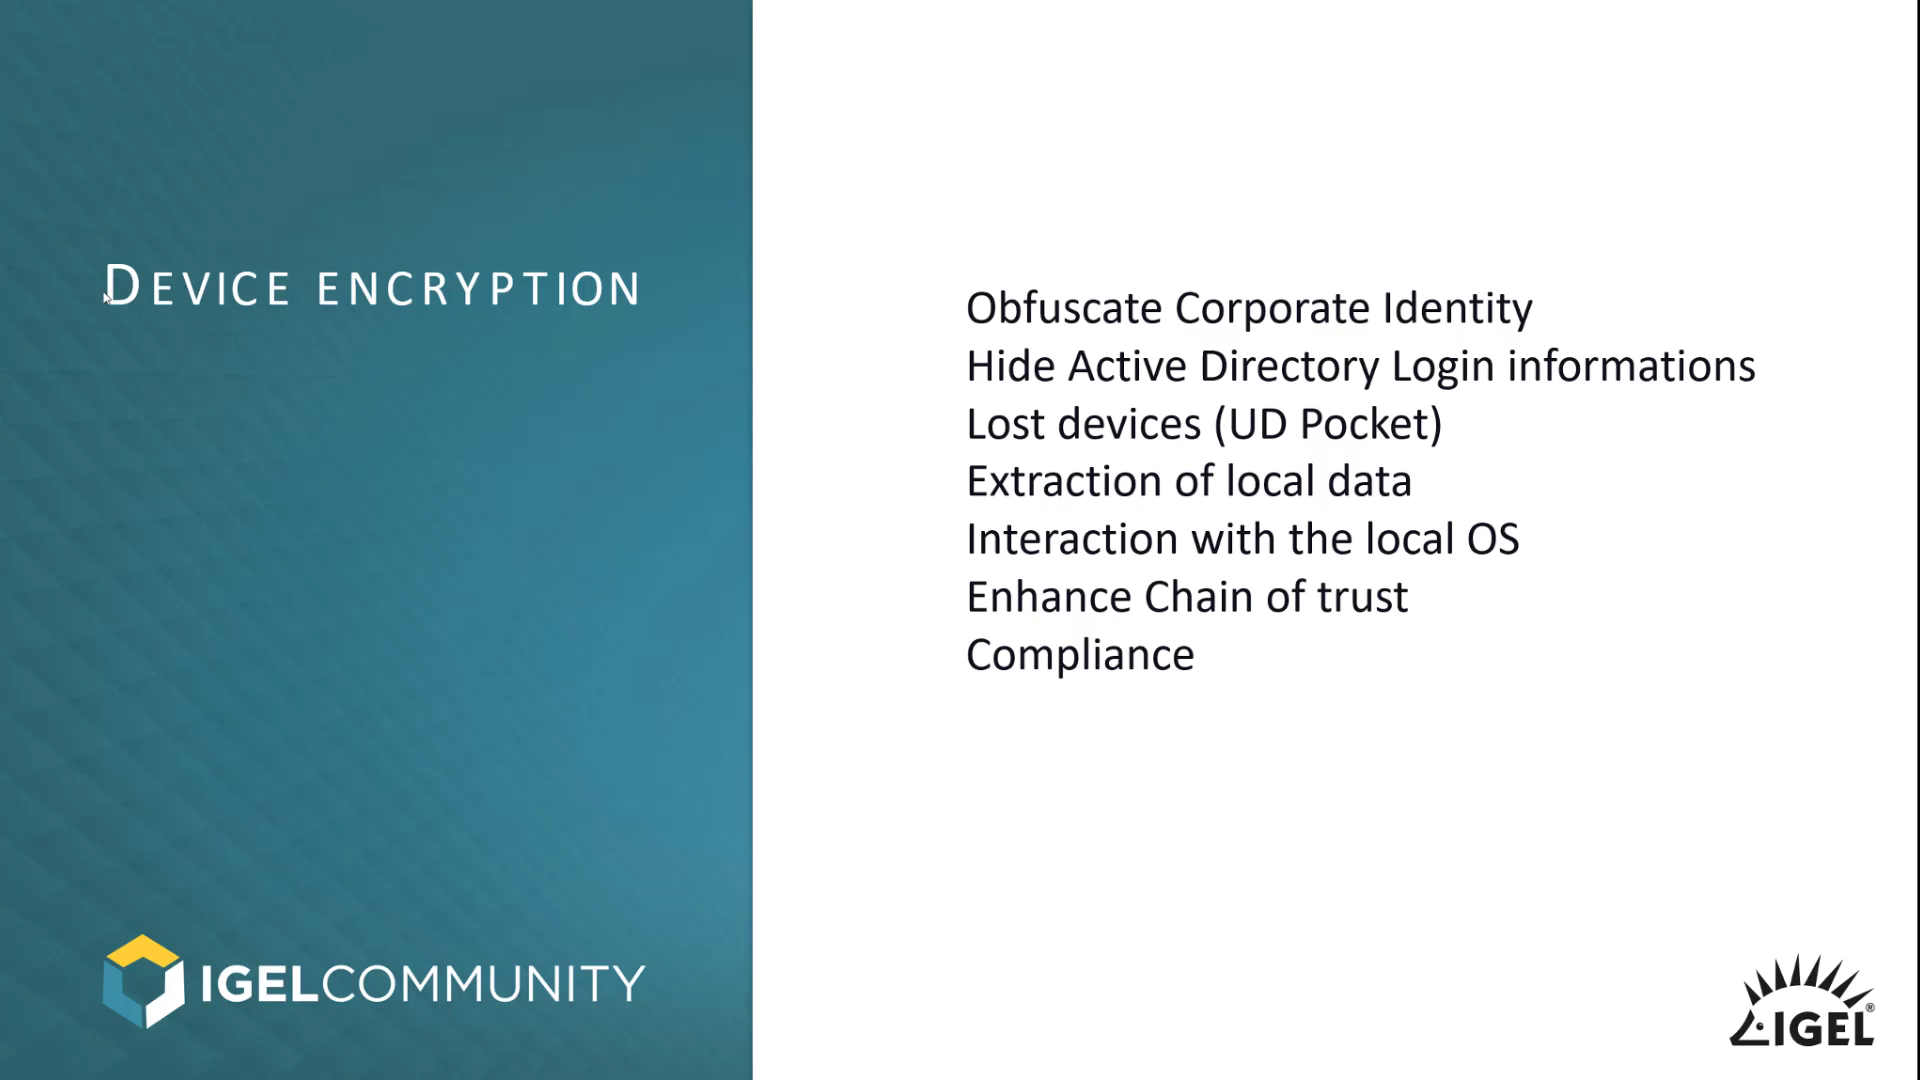 DEVICE ENCRYPTION
Obfuscate Corporate Identity
Hide Active Directory Login informations
Lost devices (UD Pocket)
Extraction of local data
Interaction with the local OS
Enhance Chain of trust
Compliance
IGELCOMMUNITY
IGEL®